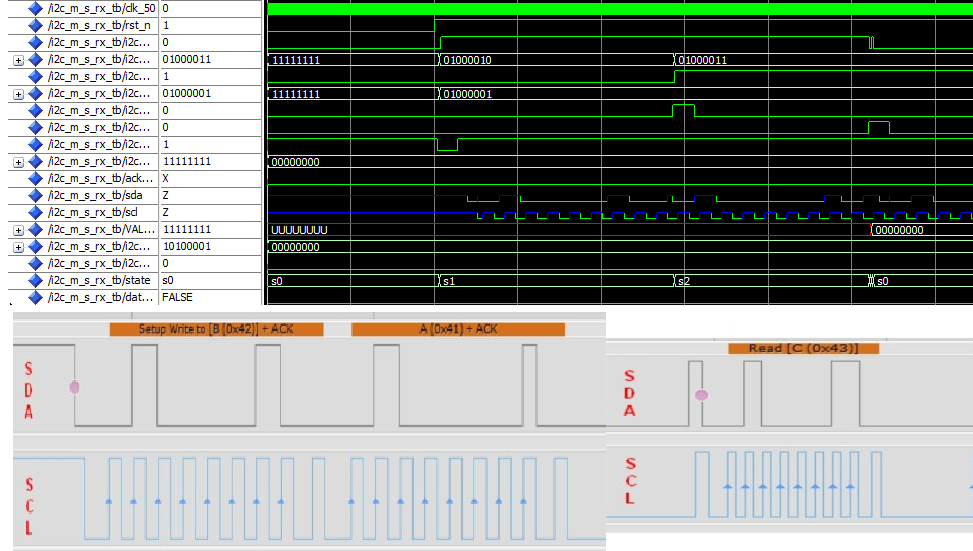 /i2c_m_s_rx_tb/clk_50 0
/i2c_m_s_rx_tb/rst_n 1
/i2c_m_s_rx_tb/i2c... 0
/i2c_m_s_rx_tb/i2c... 01000011 11111111 01000010 01000011
/i2c_m_s_rx_tb/i2c... 1
/i2c_m_s_rx_tb/i2c... 01000001 11111111 01000001
/i2c_m_s_rx_tb/i2c... 0
/i2c_m_s_rx_tb/i2c... 0
/i2c_m_s_rx_tb/i2c... 1
/i2c_m_s_rx_tb/i2c... 11111111 00000000
/i2c_m_s_rx_tb/ack... X
/i2c_m_s_rx_tb/sda Z
/i2c_m_s_rx_tb/scl Z
/i2c_m_s_rx_tb/VAL... 11111111 UUUUUUUU 00000000
/i2c_m_s_rx_tb/i2c... 10100001 00000000
/i2c_m_s_rx_tb/i2c... 0
/i2c_m_s_rx_tb/state s0 s0 s1 s2 s0
/i2c_m_s_rx_tb/dat... FALSE
Setup Write to [B (0x42)] + ACK A (0x41) + ACK
SDA
SCL
Read [C (0x43)]
SDA
SCL